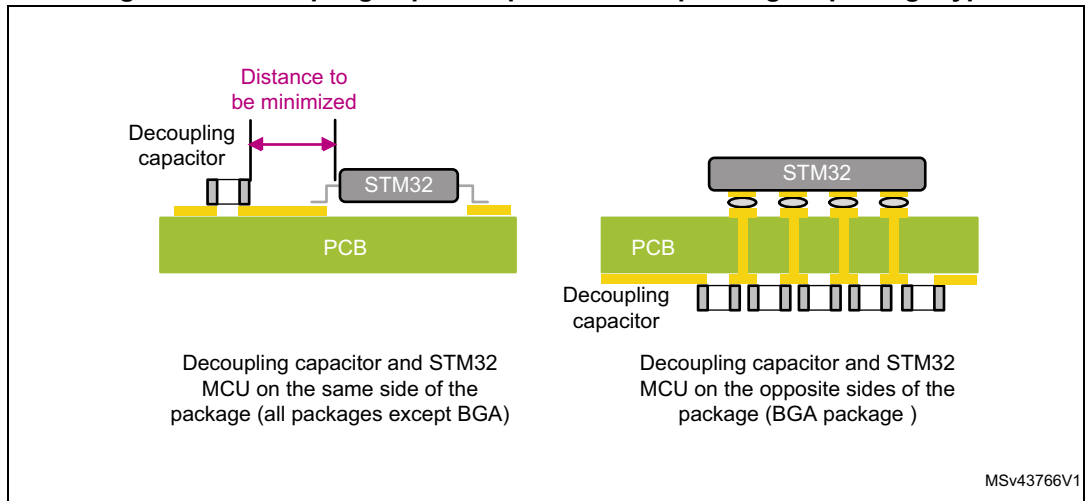 Distance to
be minimized
Decoupling
capacitor
STM32
PCB
Decoupling capacitor and STM32
MCU on the same side of the
package (all packages except BGA)
STM32
PCB
Decoupling
capacitor
Decoupling capacitor and STM32
MCU on the opposite sides of the
package (BGA package )
MSv43766V1